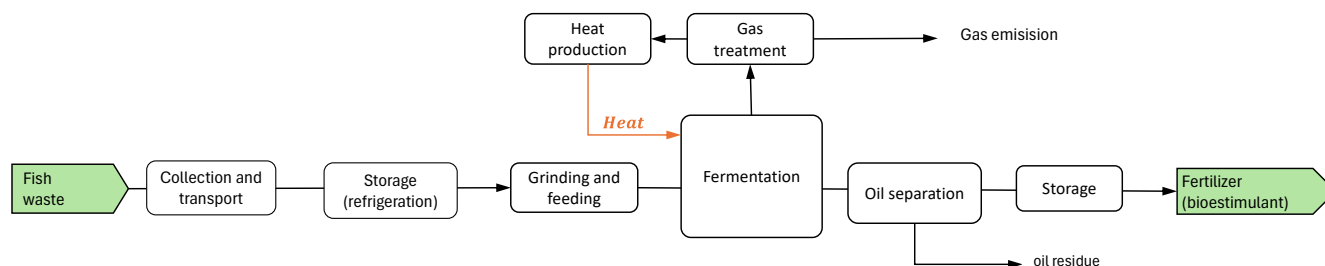 Heat
production
Gas
treatment
Gas emisision
Heat
Fish
waste
Collection and
transport
Storage
(refrigeration)
Grinding and
feeding
Fermentation
Oil separation
Storage
Fertilizer
(bioestimulant)
oil residue